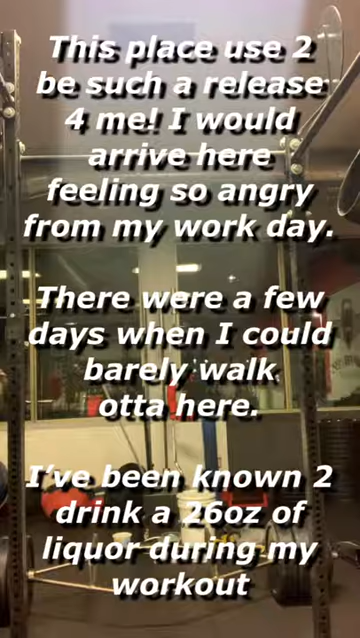 This place use 2
be such a release
4 me! I would
arrive here
feeling so angry
from my work day.
There were a few
days when I could
barely walk
otta here.
I've been known 2
drink a 26oz of
liquor during my
workout